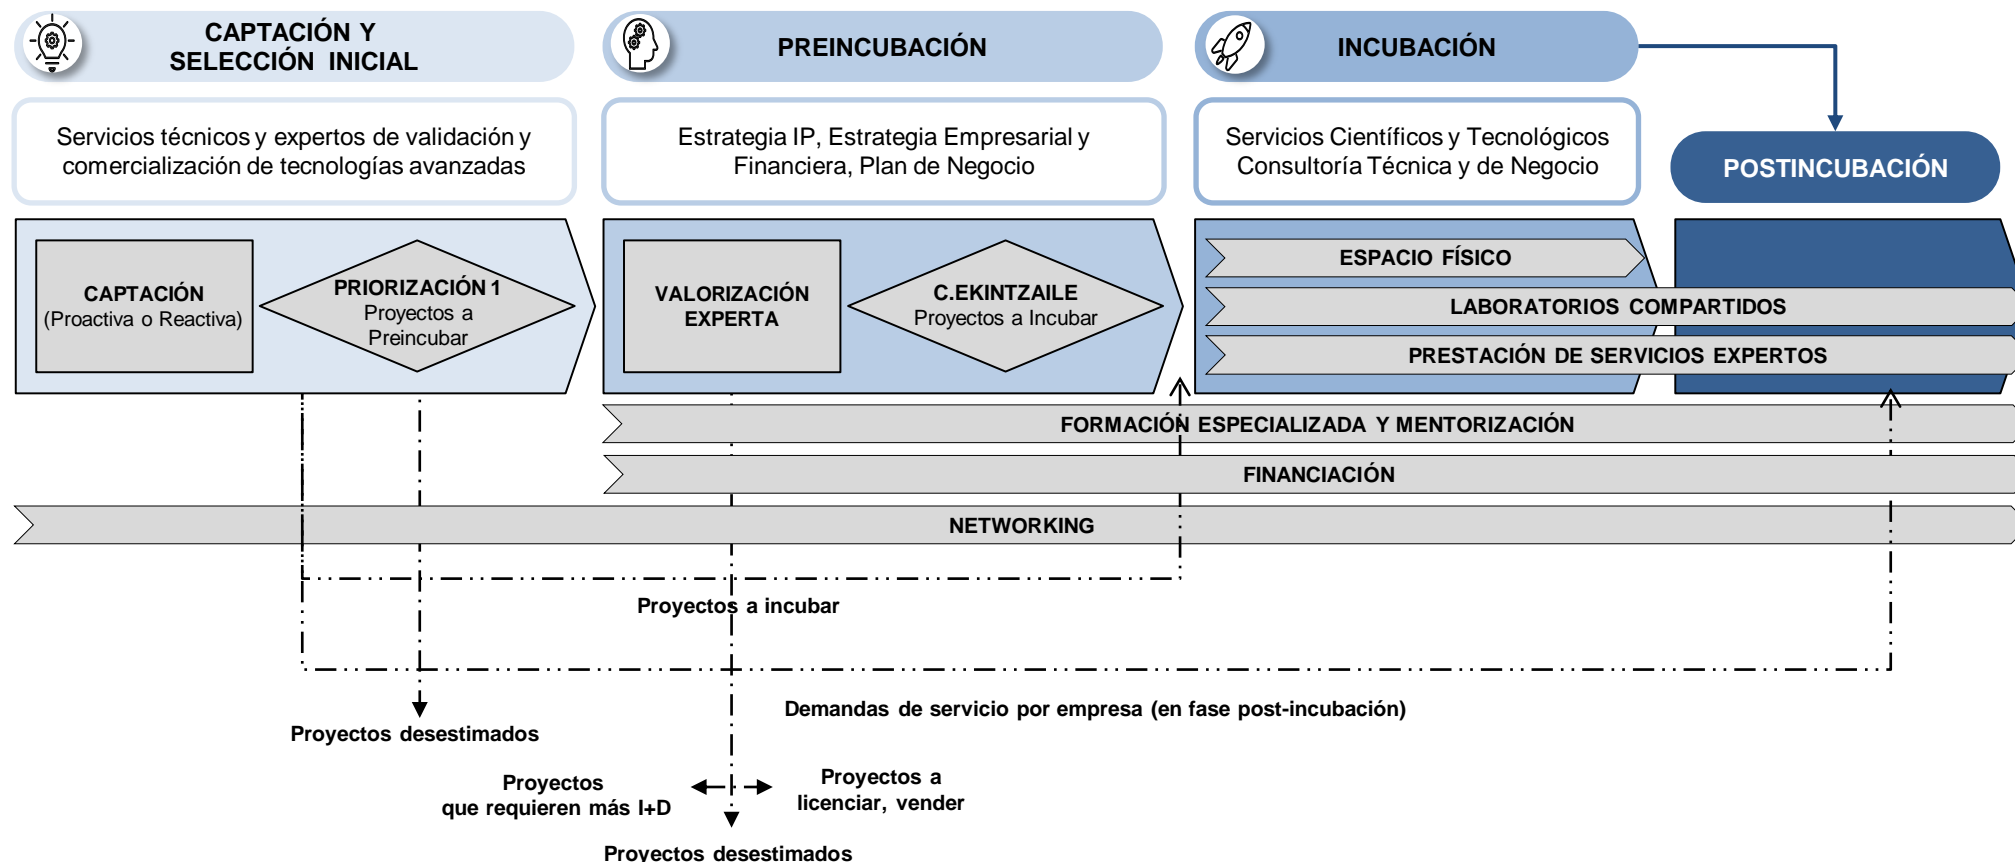 CAPTACIÓN Y
SELECCIÓN INICIAL
PREINCUBACIÓN
INCUBACIÓN
Servicios técnicos y expertos de validación y
comercialización de tecnologías avanzadas
Estrategia IP, Estrategia Empresarial y
Financiera, Plan de Negocio
Servicios Científicos y Tecnológicos
Consultoría Técnica y de Negocio
POSTINCUBACIÓN
CAPTACIÓN
(Proactiva o Reactiva)
PRIORIZACIÓN 1
Proyectos a
Preincubar
VALORIZACIÓN
EXPERTA
C.EKINTZAILE
Proyectos a Incubar
ESPACIO FÍSICO
LABORATORIOS COMPARTIDOS
PRESTACIÓN DE SERVICIOS EXPERTOS
FORMACIÓN ESPECIALIZADA Y MENTORIZACIÓN
FINANCIACIÓN
NETWORKING
Proyectos a incubar
Demandas de servicio por empresa (en fase post-incubación)
Proyectos desestimados
Proyectos
que requieren más I+D
Proyectos a
licenciar, vender
Proyectos desestimados